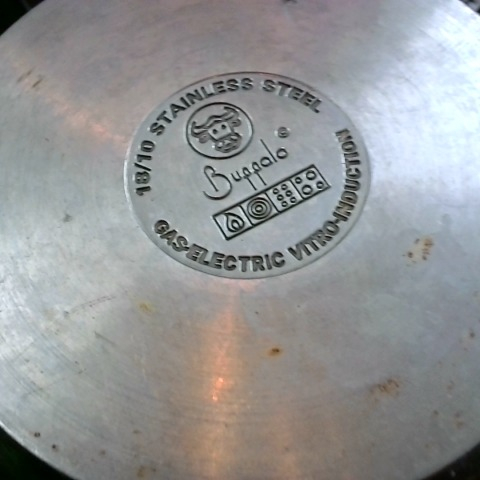 18/10 STAINLESS STEEL
Buffalo ®
GAS-ELECTRIC VITRO-INDUCTION